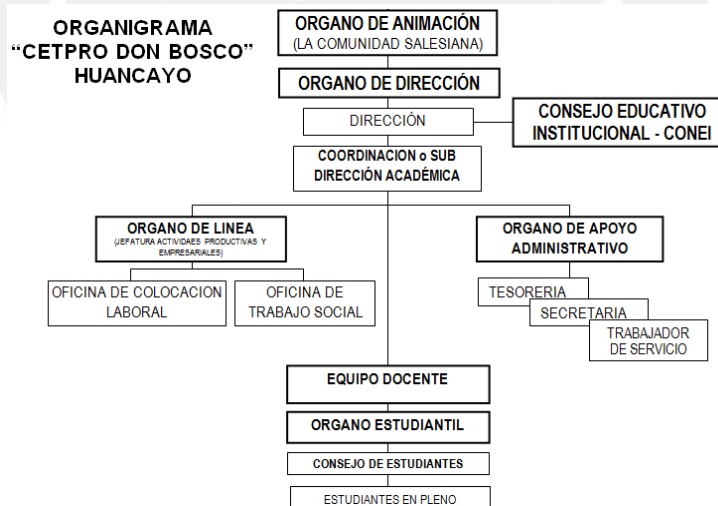 ORGANIGRAMA
“CETPRO DON BOSCO”
HUANCAYO
ORGANO DE ANIMACIÓN
(LA COMUNIDAD SALESIANA)
ORGANO DE DIRECCIÓN
DIRECCIÓN
CONSEJO EDUCATIVO
INSTITUCIONAL - CONEI
COORDINACION o SUB
DIRECCIÓN ACADÉMICA
ORGANO DE LINEA
(JEFATURA ACTIVIDAES PRODUCTIVAS Y
EMPRESARIALES)
OFICINA DE COLOCACION
LABORAL
OFICINA DE
TRABAJO SOCIAL
ORGANO DE APOYO
ADMINISTRATIVO
TESORERIA
SECRETARIA
TRABAJADOR
DE SERVICIO
EQUIPO DOCENTE
ORGANO ESTUDIANTIL
CONSEJO DE ESTUDIANTES
ESTUDIANTES EN PLENO